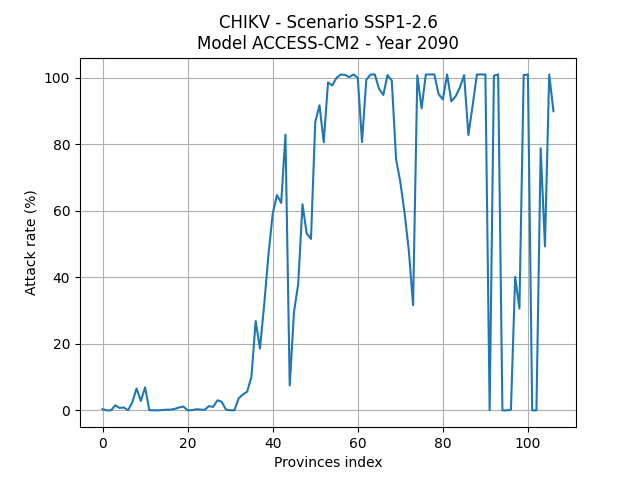 CHIKV - Scenario SSP1-2.6
Model ACCESS-CM2 - Year 2090
Attack rate (%)
100
80
60
40
20
0
0 20 40 60 80 100
Provinces index